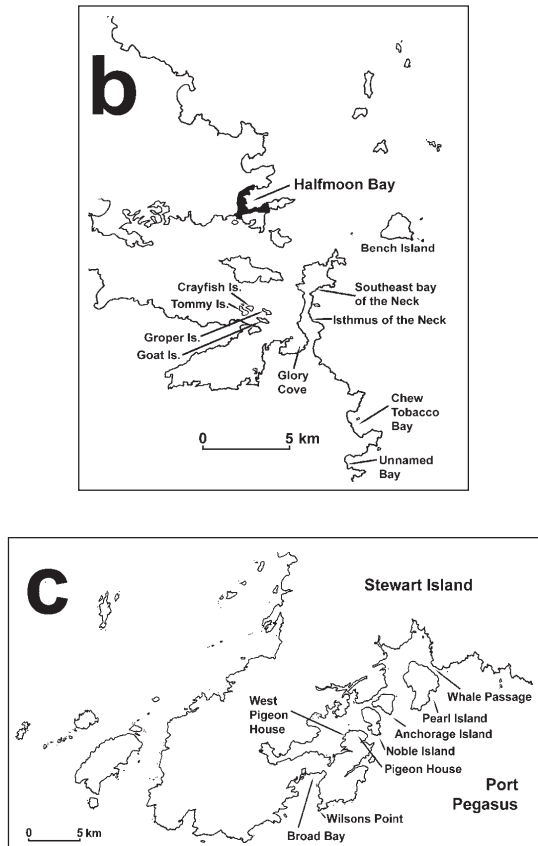 b
Halfmoon Bay
Bench Island
Crayfish Is.
Tommy Is.
Southeast bay
of the Neck
Isthmus of the Neck
Groper Is.
Goat Is.
Glory
Cove
Chew
Tobacco
Bay
0 5 km
Unnamed
Bay
c
Stewart Island
Whale Passage
West
Pigeon
House
Pearl Island
Anchorage Island
Noble Island
Pigeon House
Port
Pegasus
Wilsons Point
Broad Bay
0 5 km